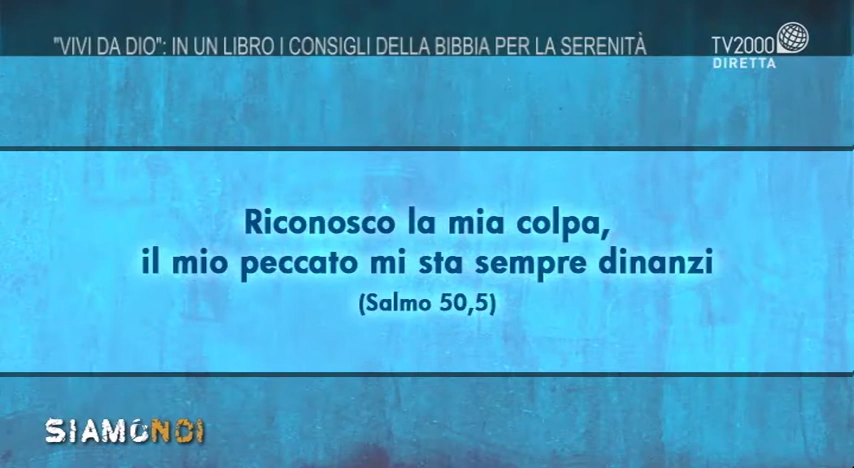 "VIVI DA DIO": IN UN LIBRO I CONSIGLI DELLA BIBBIA PER LA SERENITÀ
TV2000
DIRETTA
Riconosco la mia colpa,
il mio peccato mi sta sempre dinanzi
(Salmo 50,5)
SIAMONOI